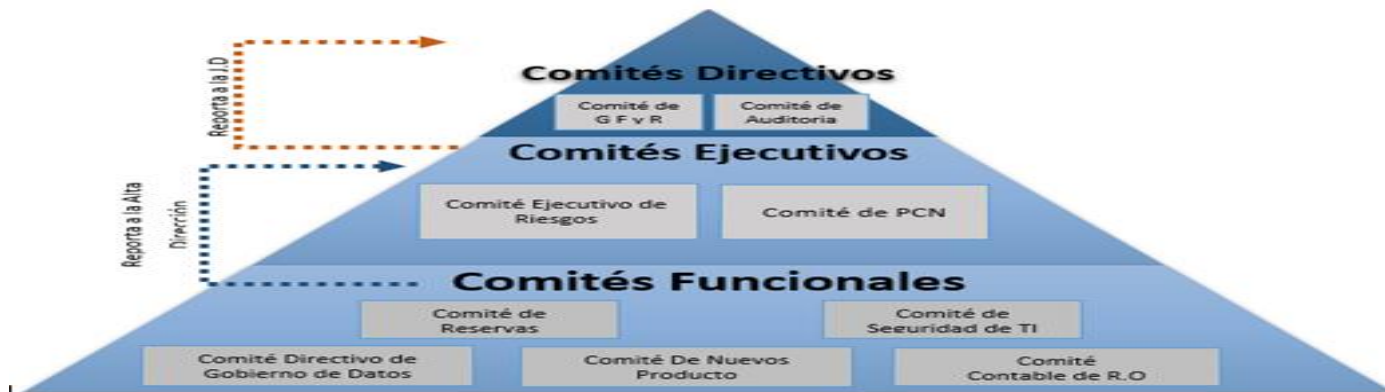 Comités Directivos
Comité de
G F y R
Comité de
Auditoria
Reporta a la J.D
Comités Ejecutivos
Comité Ejecutivo de
Riesgos
Comité de PCN
Reporta a la Alta
Dirección
Comités Funcionales
Comité de
Reservas
Comité de
Seguridad de TI
Comité Directivo de
Gobierno de Datos
Comité De Nuevos
Producto
Comité
Contable de R.O